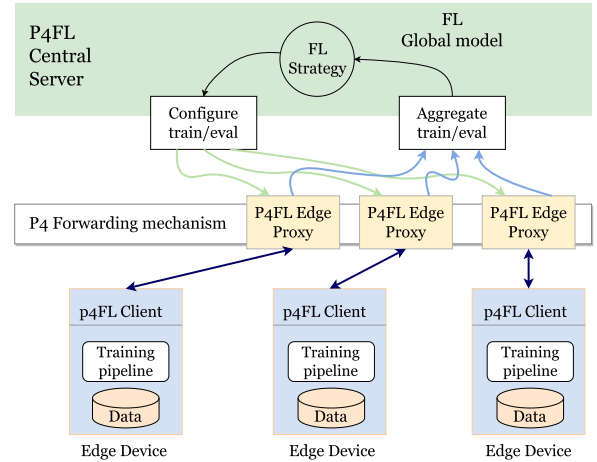 P4FL
Central
Server
FL
Strategy
FL
Global model
Configure
train/eval
Aggregate
train/eval
P4 Forwarding mechanism
P4FL Edge
Proxy
P4FL Edge
Proxy
P4FL Edge
Proxy
p4FL Client
Training
pipeline
Data
Edge Device
p4FL Client
Training
pipeline
Data
Edge Device
p4FL Client
Training
pipeline
Data
Edge Device